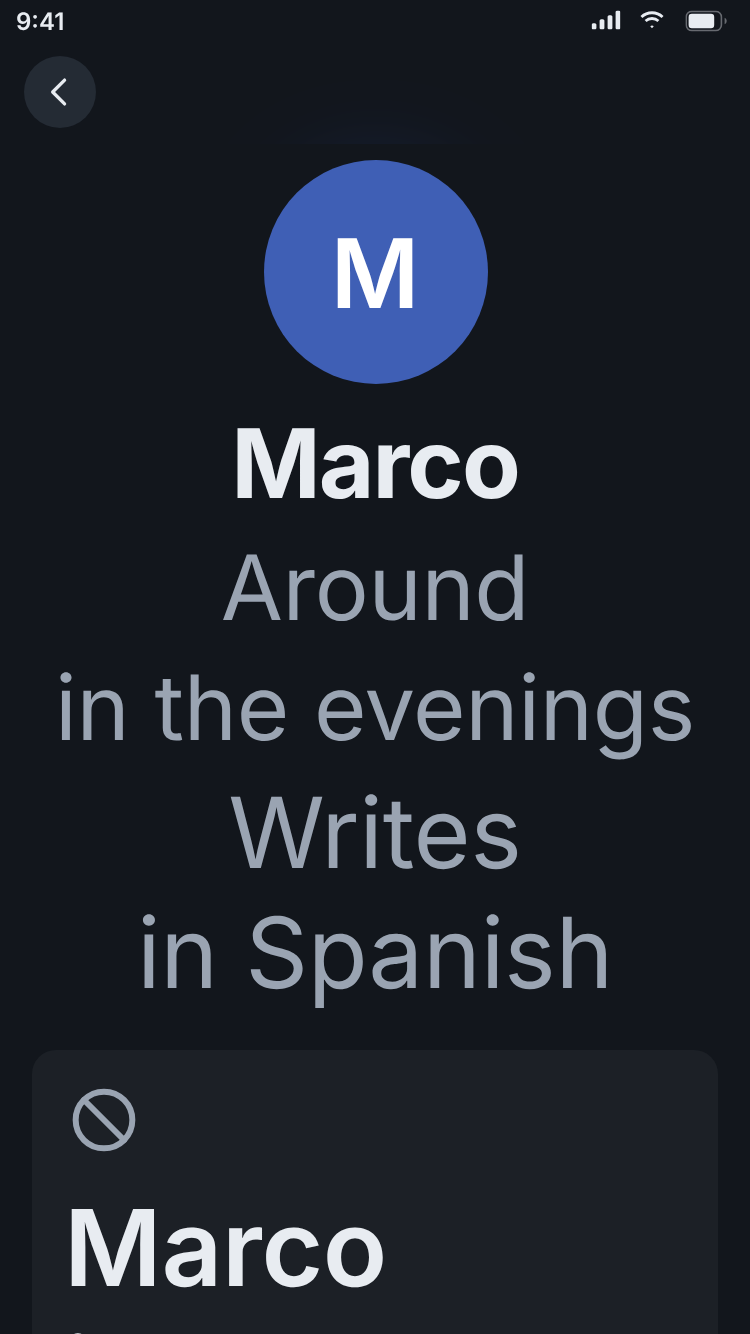 9:41
M
Marco
Around
in the evenings
Writes
in Spanish
Marco